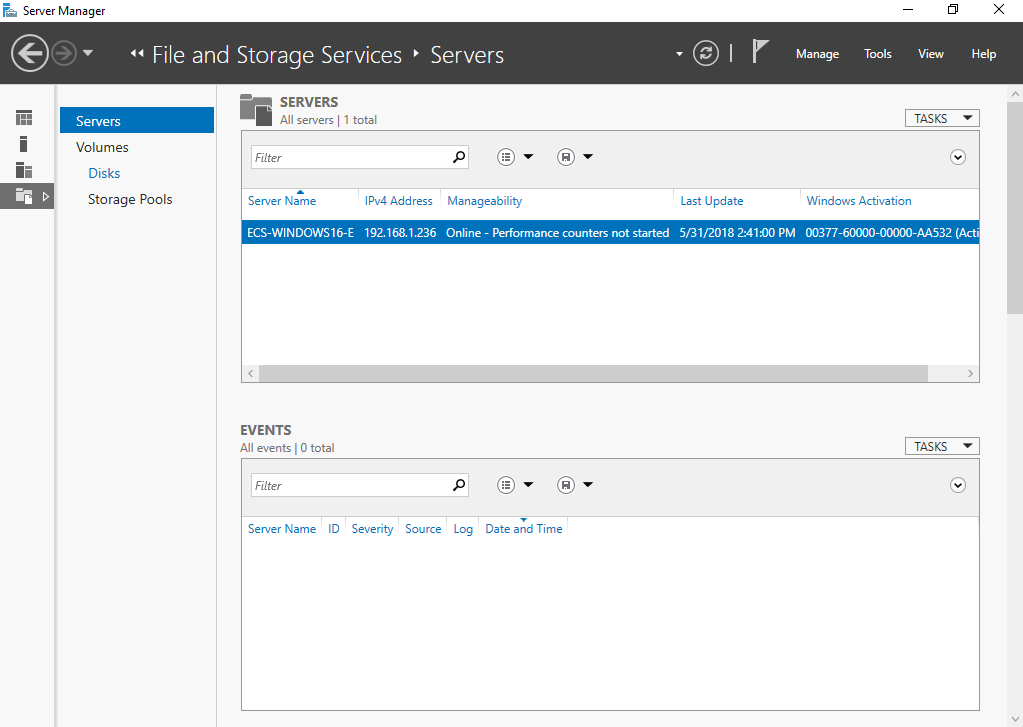 Server Manager
File and Storage Services Servers
Manage Tools View Help
Servers
Volumes
Disks
Storage Pools
SERVERS
All servers | 1 total
TASKS
Filter
Server Name IPv4 Address Manageability Last Update Windows Activation
ECS-WINDOWS16-E 192.168.1.236 Online - Performance counters not started 5/31/2018 2:41:00 PM 00377-60000-00000-AA532 (Acti
EVENTS
All events | 0 total
TASKS
Filter
Server Name ID Severity Source Log Date and Time